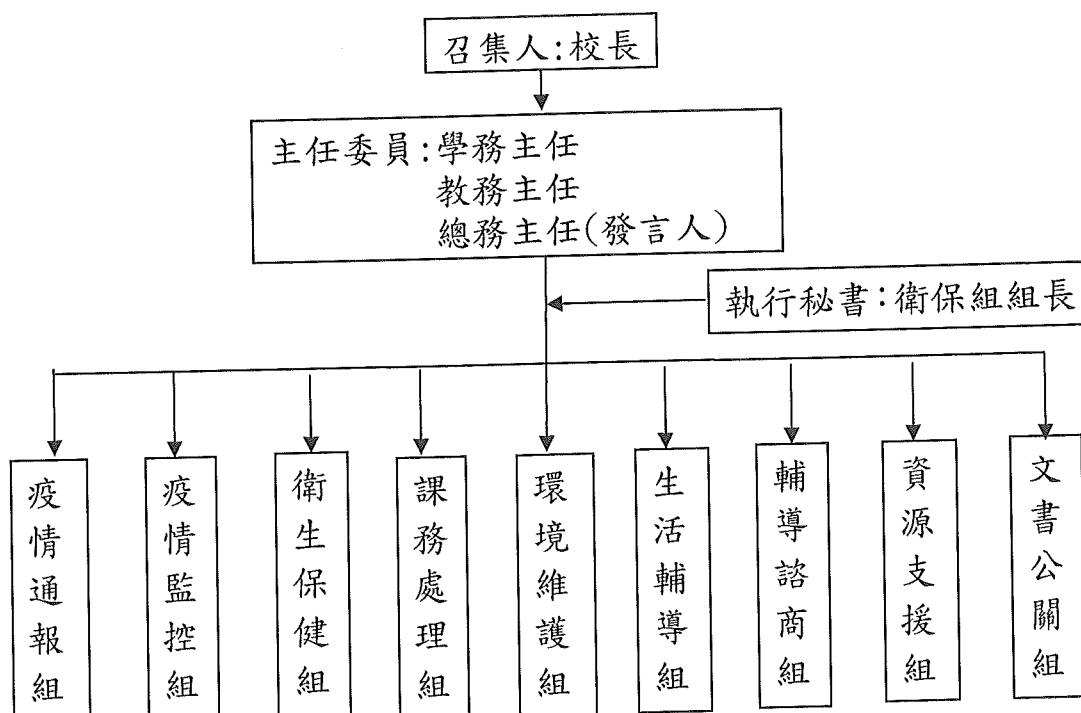 召集人:校長
主任委員:學務主任
教務主任
總務主任(發言人)
執行秘書:衛保組組長
疫情通報組
疫情監控組
衛生保健組
課務處理組
環境維護組
生活輔導組
輔導諮商組
資源支援組
文書公關組